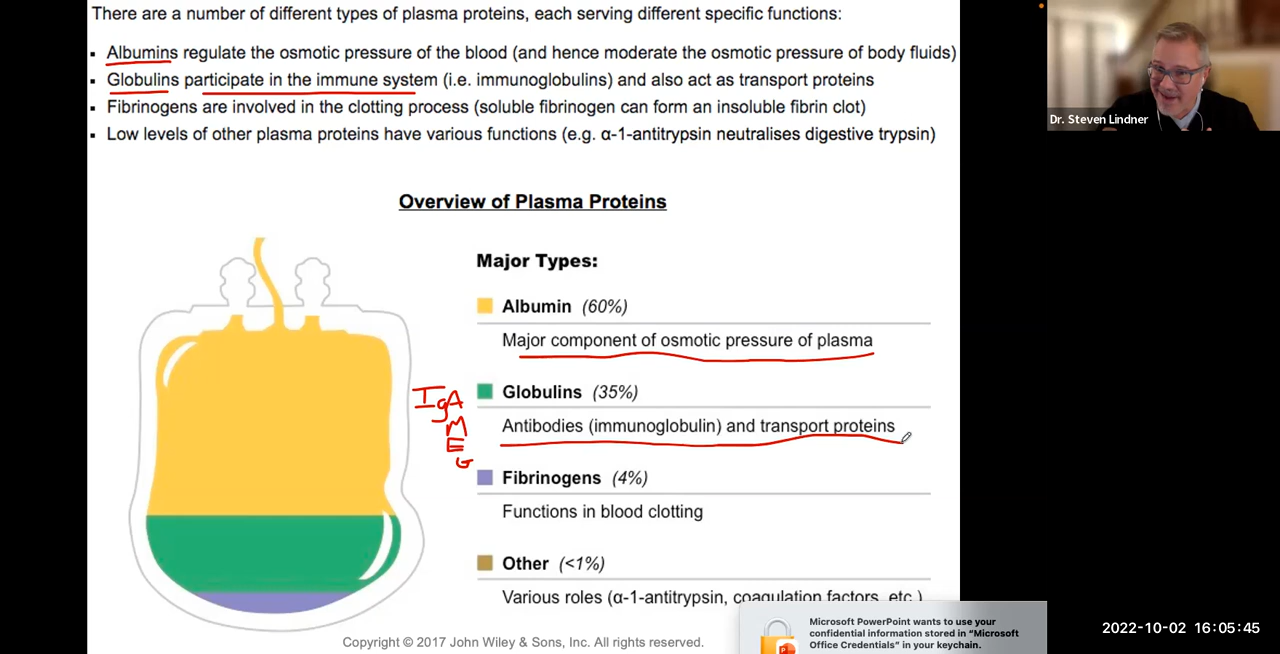 There are a number of different types of plasma proteins, each serving different specific functions:
▪ Albumins regulate the osmotic pressure of the blood (and hence moderate the osmotic pressure of body fluids)
▪ Globulins participate in the immune system (i.e. immunoglobulins) and also act as transport proteins
▪ Fibrinogens are involved in the clotting process (soluble fibrinogen can form an insoluble fibrin clot)
▪ Low levels of other plasma proteins have various functions (e.g. α-1-antitrypsin neutralises digestive trypsin)
Dr. Steven Lindner
Overview of Plasma Proteins
Major Types:
Albumin (60%)
Major component of osmotic pressure of plasma
Globulins (35%)
Antibodies (immunoglobulin) and transport proteins
IgA
M
E
G
Fibrinogens (4%)
Functions in blood clotting
Other (<1%)
Various roles (α-1-antitrypsin, coagulation factors, etc.)
Copyright © 2017 John Wiley & Sons, Inc. All rights reserved.
Microsoft PowerPoint wants to use your
confidential information stored in “Microsoft
Office Credentials” in your keychain.
P
2022-10-02 16:05:45